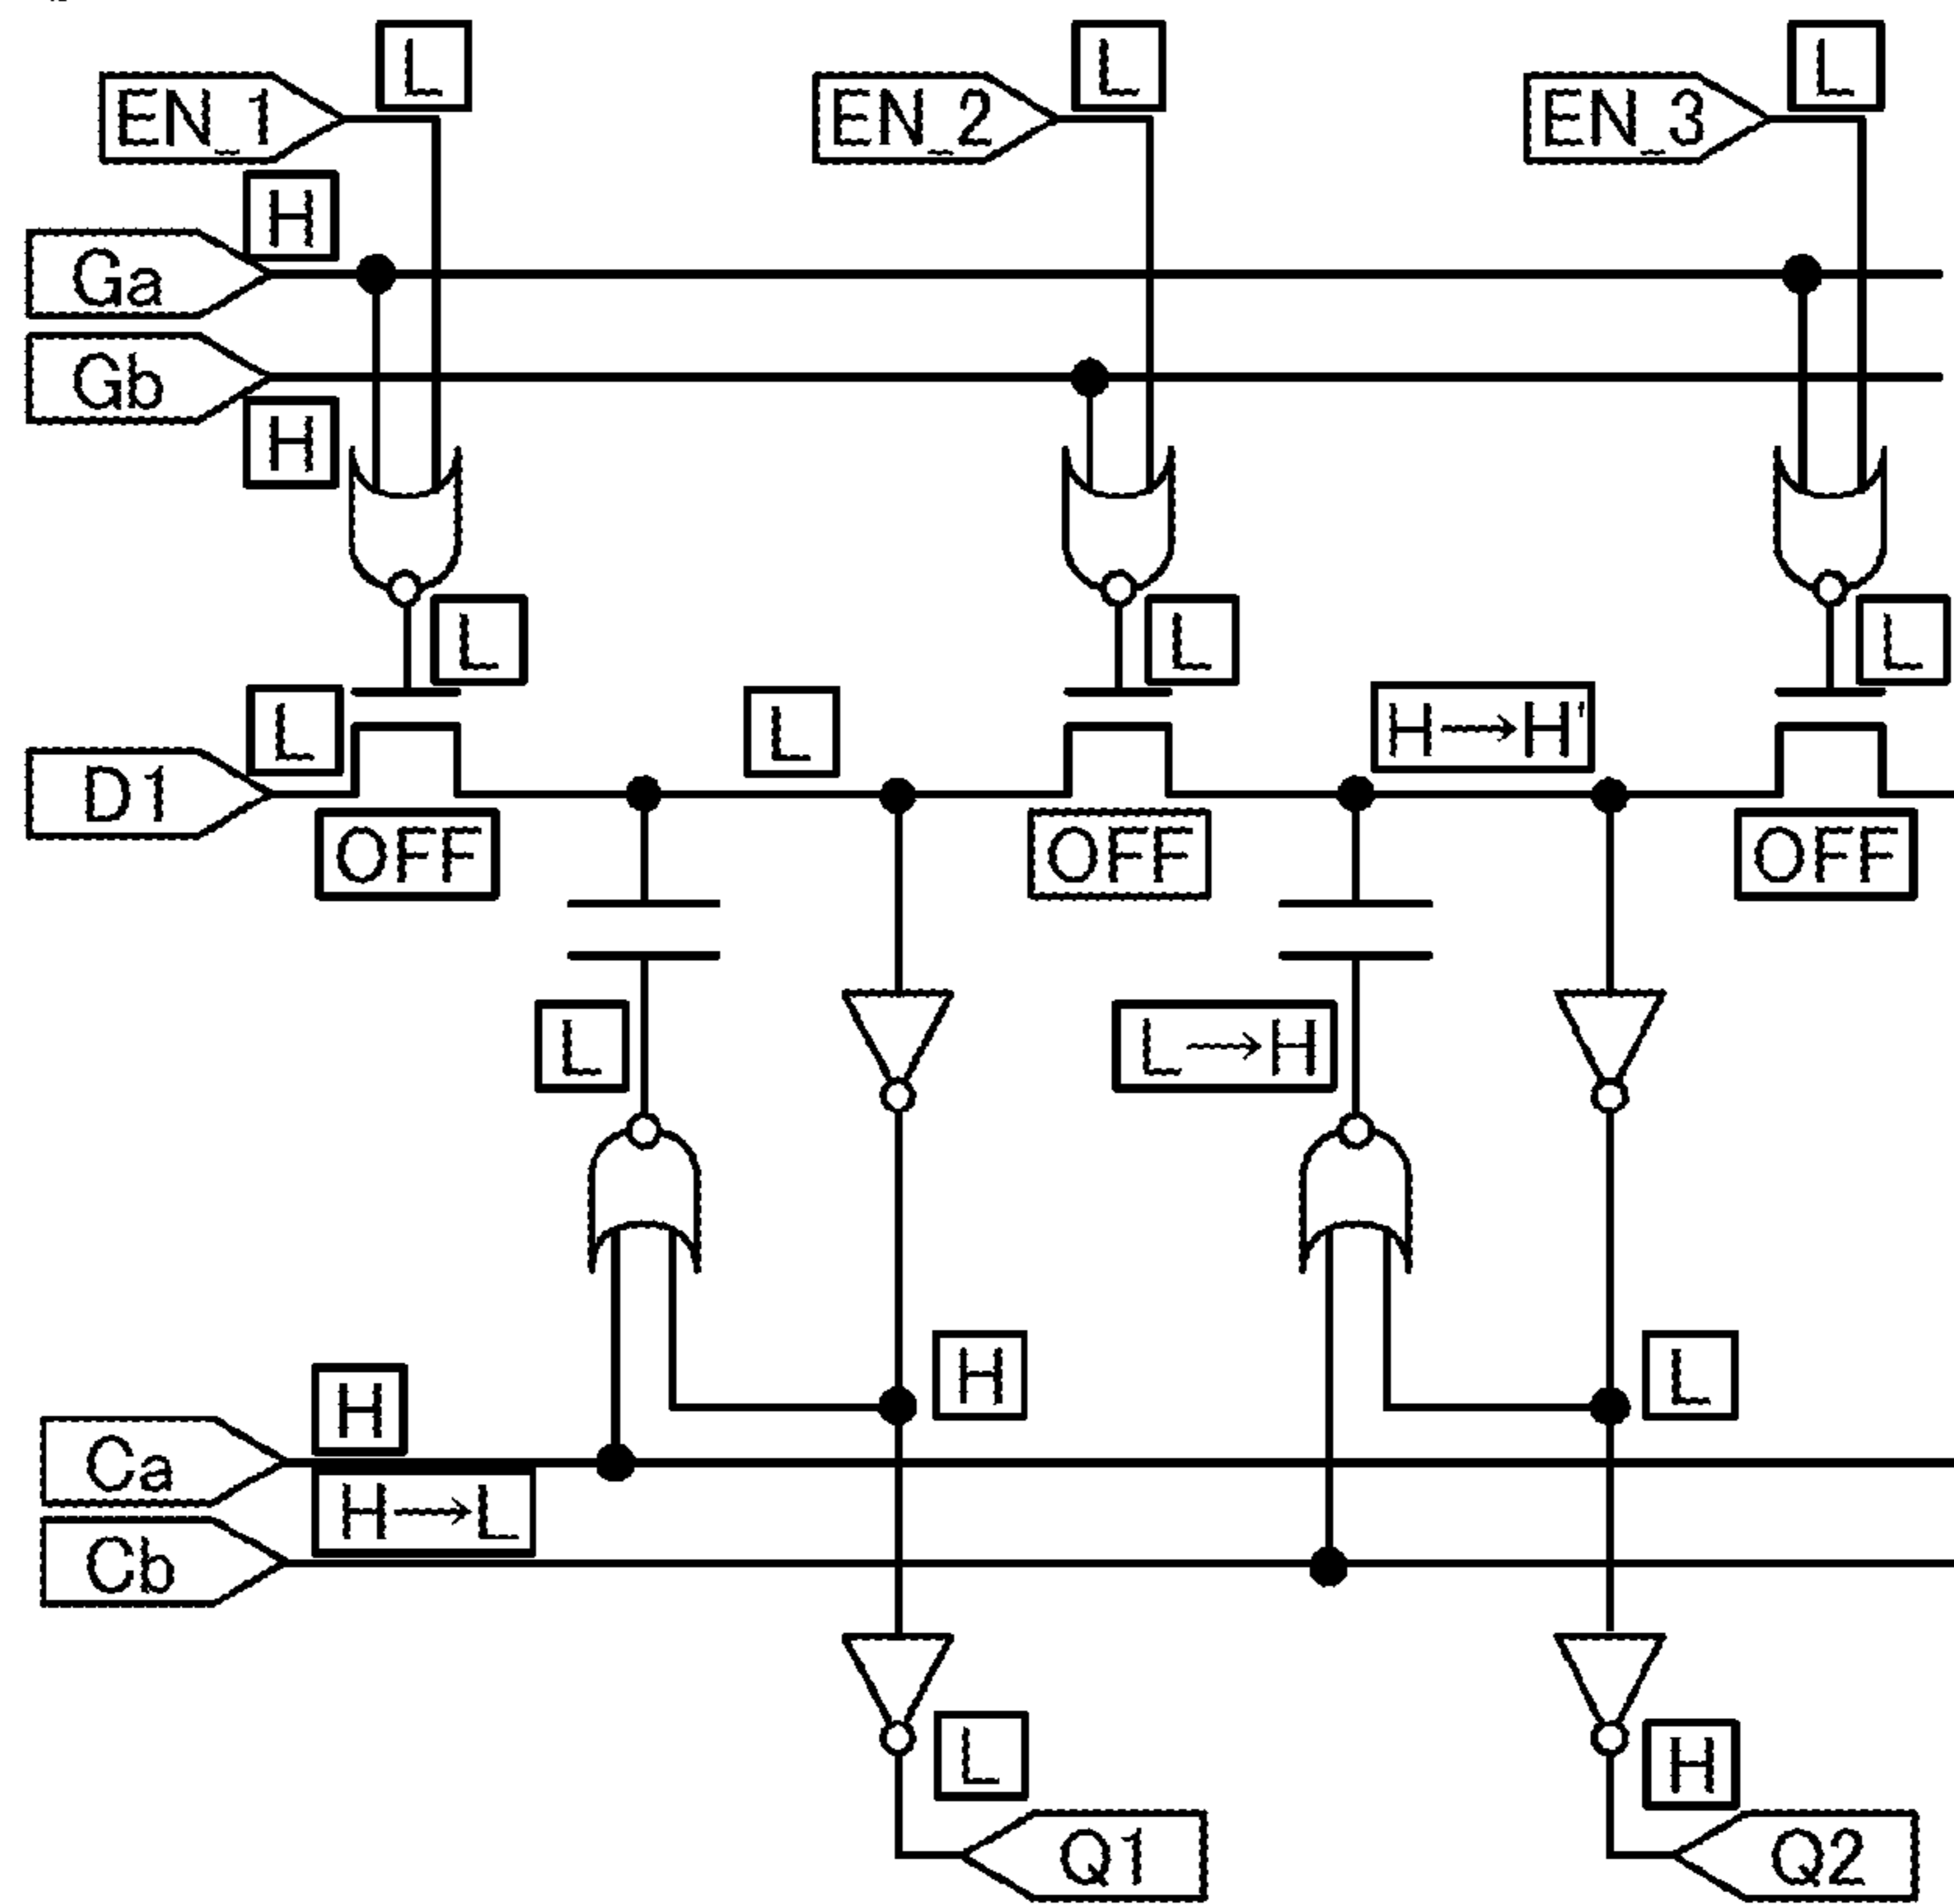 L L L
EN_1 EN_2 EN_3
H
Ga
Gb
H
L L L
L L H→H'
D1
OFF OFF OFF
L L→H
H L
H
Ca
H→L
Cb
L H
Q1 Q2